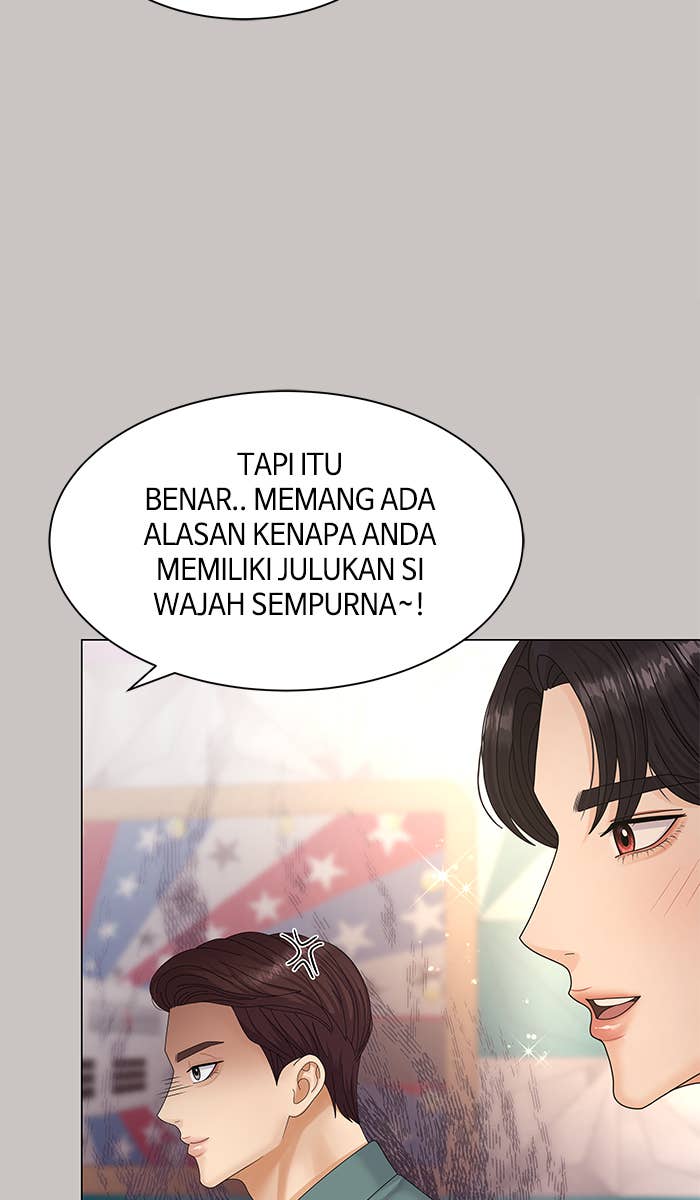 TAPI ITU
BENAR.. MEMANG ADA
ALASAN KENAPA ANDA
MEMILIKI JULUKAN SI
WAJAH SEMPURNA~!